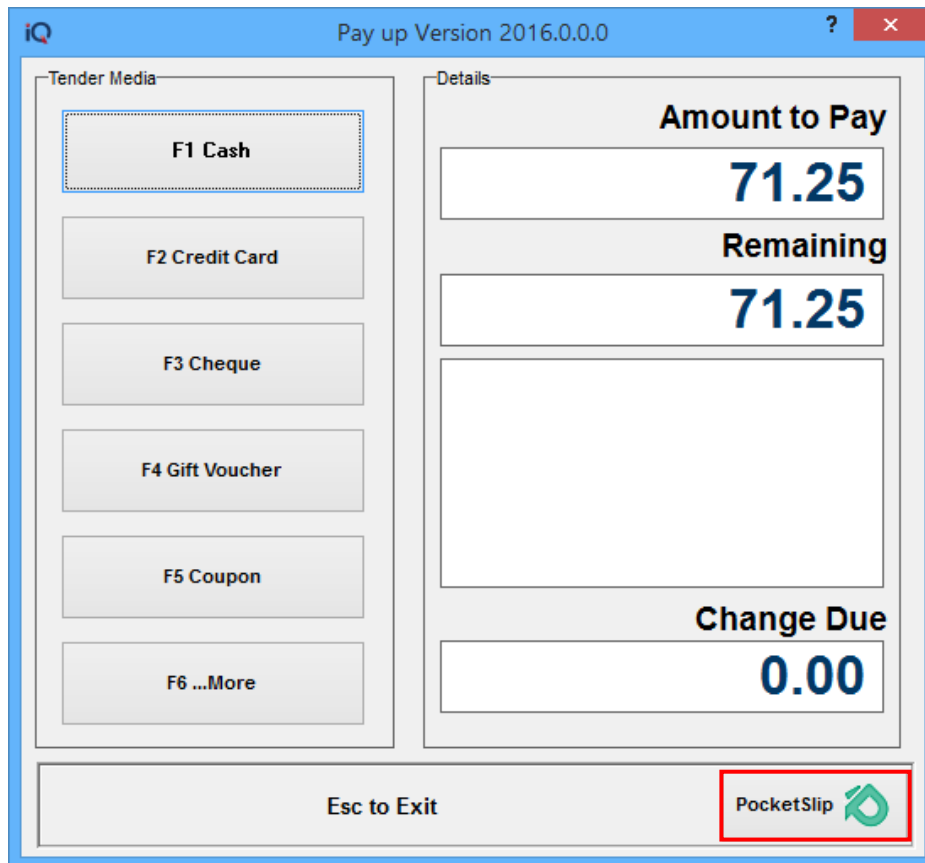 iQ
Pay up Version 2016.0.0.0
?
×
Tender Media
F1 Cash
F2 Credit Card
F3 Cheque
F4 Gift Voucher
F5 Coupon
F6 ...More
Details
Amount to Pay
71.25
Remaining
71.25
Change Due
0.00
Esc to Exit
PocketSlip